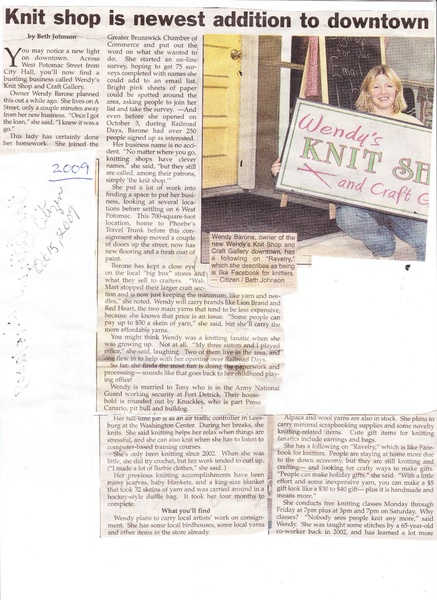 Knit shop is newest addition to downtown
by Beth Johnson
You may notice a new light
on downtown. Across
West Potomac Street from
City Hall, you'll now find a
bustling business called Wendy's
Knit Shop and Craft Gallery.
Owner Wendy Barone planned
this out a while ago. She lives on A
Street, only a couple minutes away
from her new business. "Once I got
the loan", she said, "I knew it was a
go."
This lady has certainly done
her homework. She joined the
2009
Greater Brunswick Chamber of
Commerce and put out the
word on what she wanted to
do. She started an on-line
survey, hoping to get 75 sur-
veys completed with names she
could add to an email list.
Bright pink sheets of paper
could be spotted around the
area, asking people to join her
list and take the survey. —And
even before she opened on
October 3, during Railroad
Days, Barone had over 250
people signed up as interested.
Her business name is no acci-
dent. "No matter where you go,
knitting shops have clever
names", she said, "but they still
are called, among their patrons,
simply 'the knit shop.'"
She put a lot of work into
finding a space to put her busi-
ness, looking at several loca-
tions before settling on 6 West
Potomac. This 700-square-foot
location, home to Phoebe's
Travel Trunk before this con-
signment shop moved a couple
of doors up the street, now has
new flooring and a fresh coat of
paint.
Barone has kept a close eye
on the local "big box" stores and
what they sell to crafters. "Wal-
Mart stopped their larger craft sec-
tion and is now just keeping the minimum, like yarn and nee-
dles," she noted. Wendy will carry brands like Lion Brand and
Red Heart, the two main yarns that tend to be less expensive,
because she knows that price is an issue. "Some people can
pay up to $50 a skein of yarn," she said, but she'll carry the
more affordable yarns.
You might think Wendy was a knitting fanatic when she
was growing up. Not at all. "My three sisters and I played
office", she said, laughing. Two of them live in the area, and
one flew in to help with her opening over Railroad Days.
So far, she finds the most fun is doing the paperwork and
processing— sounds like that goes back to her childhood play-
ing office!
Wendy is married to Tony who is in the Army National
Guard working security at Fort Detrick. Their house-
hold is rounded out by Knuckles, who is part Presa
Canario, pit bull and bulldog.
Her full-time job is as an air traffic controller in Lees-
burg at the Washington Center. During her breaks, she
knits. She said knitting helps her relax when things are
stressful, and she can also knit when she has to listen to
computer-based training courses.
She's only been knitting since 2002. When she was
little, she did try crochet, but her work tended to curl up.
("I made a lot of Barbie clothes," she said.)
Her previous knitting accomplishments have been
many scarves, baby blankets, and a king-size blanket
that took 32 skeins of yarn and was carried around in a
hockey-style duffle bag. It took her four months to
complete.
What you'll find
Wendy plans to carry local artists' work on consign-
ment. She has some local birdhouses, some local yarns
and other items in the store already.
Wendy's
KNIT SH
and Craft G
Wendy Barone, owner of the
new Wendy's Knit Shop and
Craft Gallery downtown, has
a following on "Ravelry,"
which she describes as being
like Facebook for knitters.
— Citizen / Beth Johnson
Alpaca and wool yarns are also in stock. She plans to
carry minimal scrapbooking supplies and some novelty
knitting-related items. Cute gift items for knitting
fanatics include earrings and bags.
She has a following on "Ravelry," which is like Face-
book for knitters. People are staying at home more due
to the down economy, but they are still knitting and
crafting— and looking for crafty ways to make gifts.
"People can make healthy gifts," she said. "With a little
effort and some inexpensive yarn, you can make a $5
gift look like a $30 to $40 gift— plus it is handmade and
means more."
She conducts free knitting classes Monday through
Friday at 7pm plus at 3pm and 7pm on Saturday. Why
classes? "Nobody sees people knit any more," said
Wendy. She was taught some stitches by a 65-year-old
co-worker back in 2002, and has learned a lot more